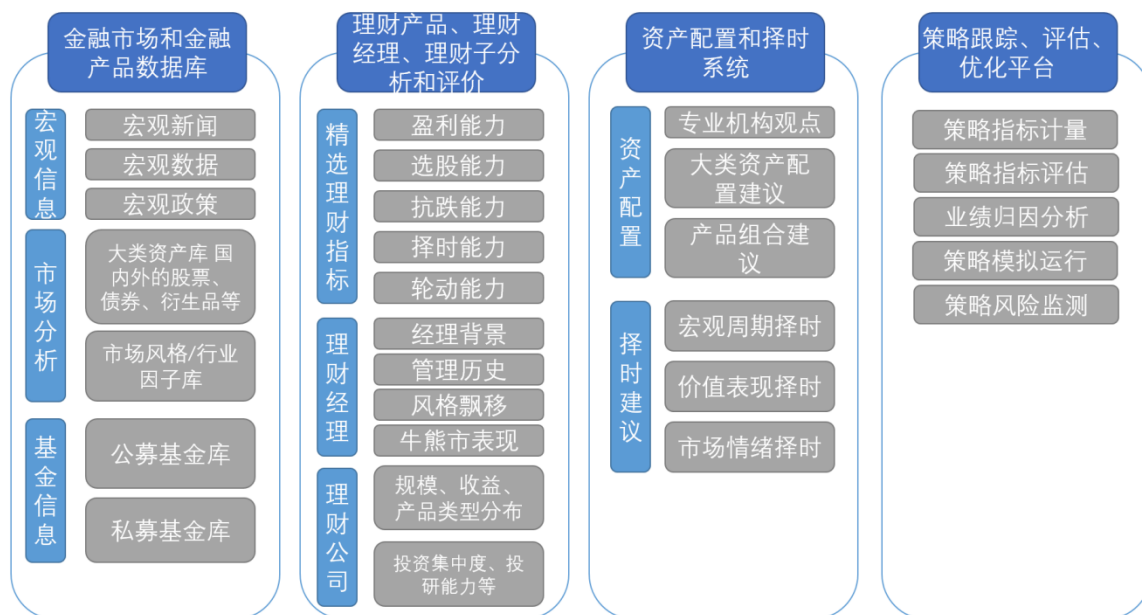 金融市场和金融
产品数据库
宏观信息
宏观新闻
宏观数据
宏观政策
市场分析
大类资产库 国
内外的股票、
债券、衍生品等
市场风格/行业
因子库
基金信息
公募基金库
私募基金库
理财产品、理财
经理、理财子分
析和评价
精选理财指标
盈利能力
选股能力
抗跌能力
择时能力
轮动能力
理财经理
经理背景
管理历史
风格飘移
牛熊市表现
理财公司
规模、收益、
产品类型分布
投资集中度、投
研能力等
资产配置和择时
系统
资产配置
专业机构观点
大类资产配
置建议
产品组合建
议
择时建议
宏观周期择时
价值表现择时
市场情绪择时
策略跟踪、评估、
优化平台
策略指标计量
策略指标评估
业绩归因分析
策略模拟运行
策略风险监测